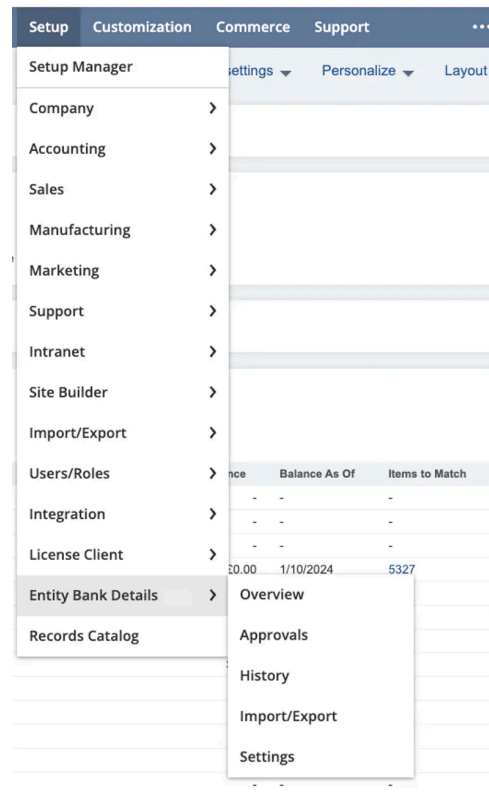 Setup Customization Commerce Support •••
Setup Manager
settings Personalize Layout
Company
Accounting
Sales
Manufacturing
Marketing
Support
Intranet
Site Builder
Import/Export
Users/Roles
Balance As Of Items to Match
- - -
Integration
- - -
License Client
- - -
£0.00 1/10/2024 5327
Entity Bank Details
Overview
Records Catalog
Approvals
History
Import/Export
Settings
- - -